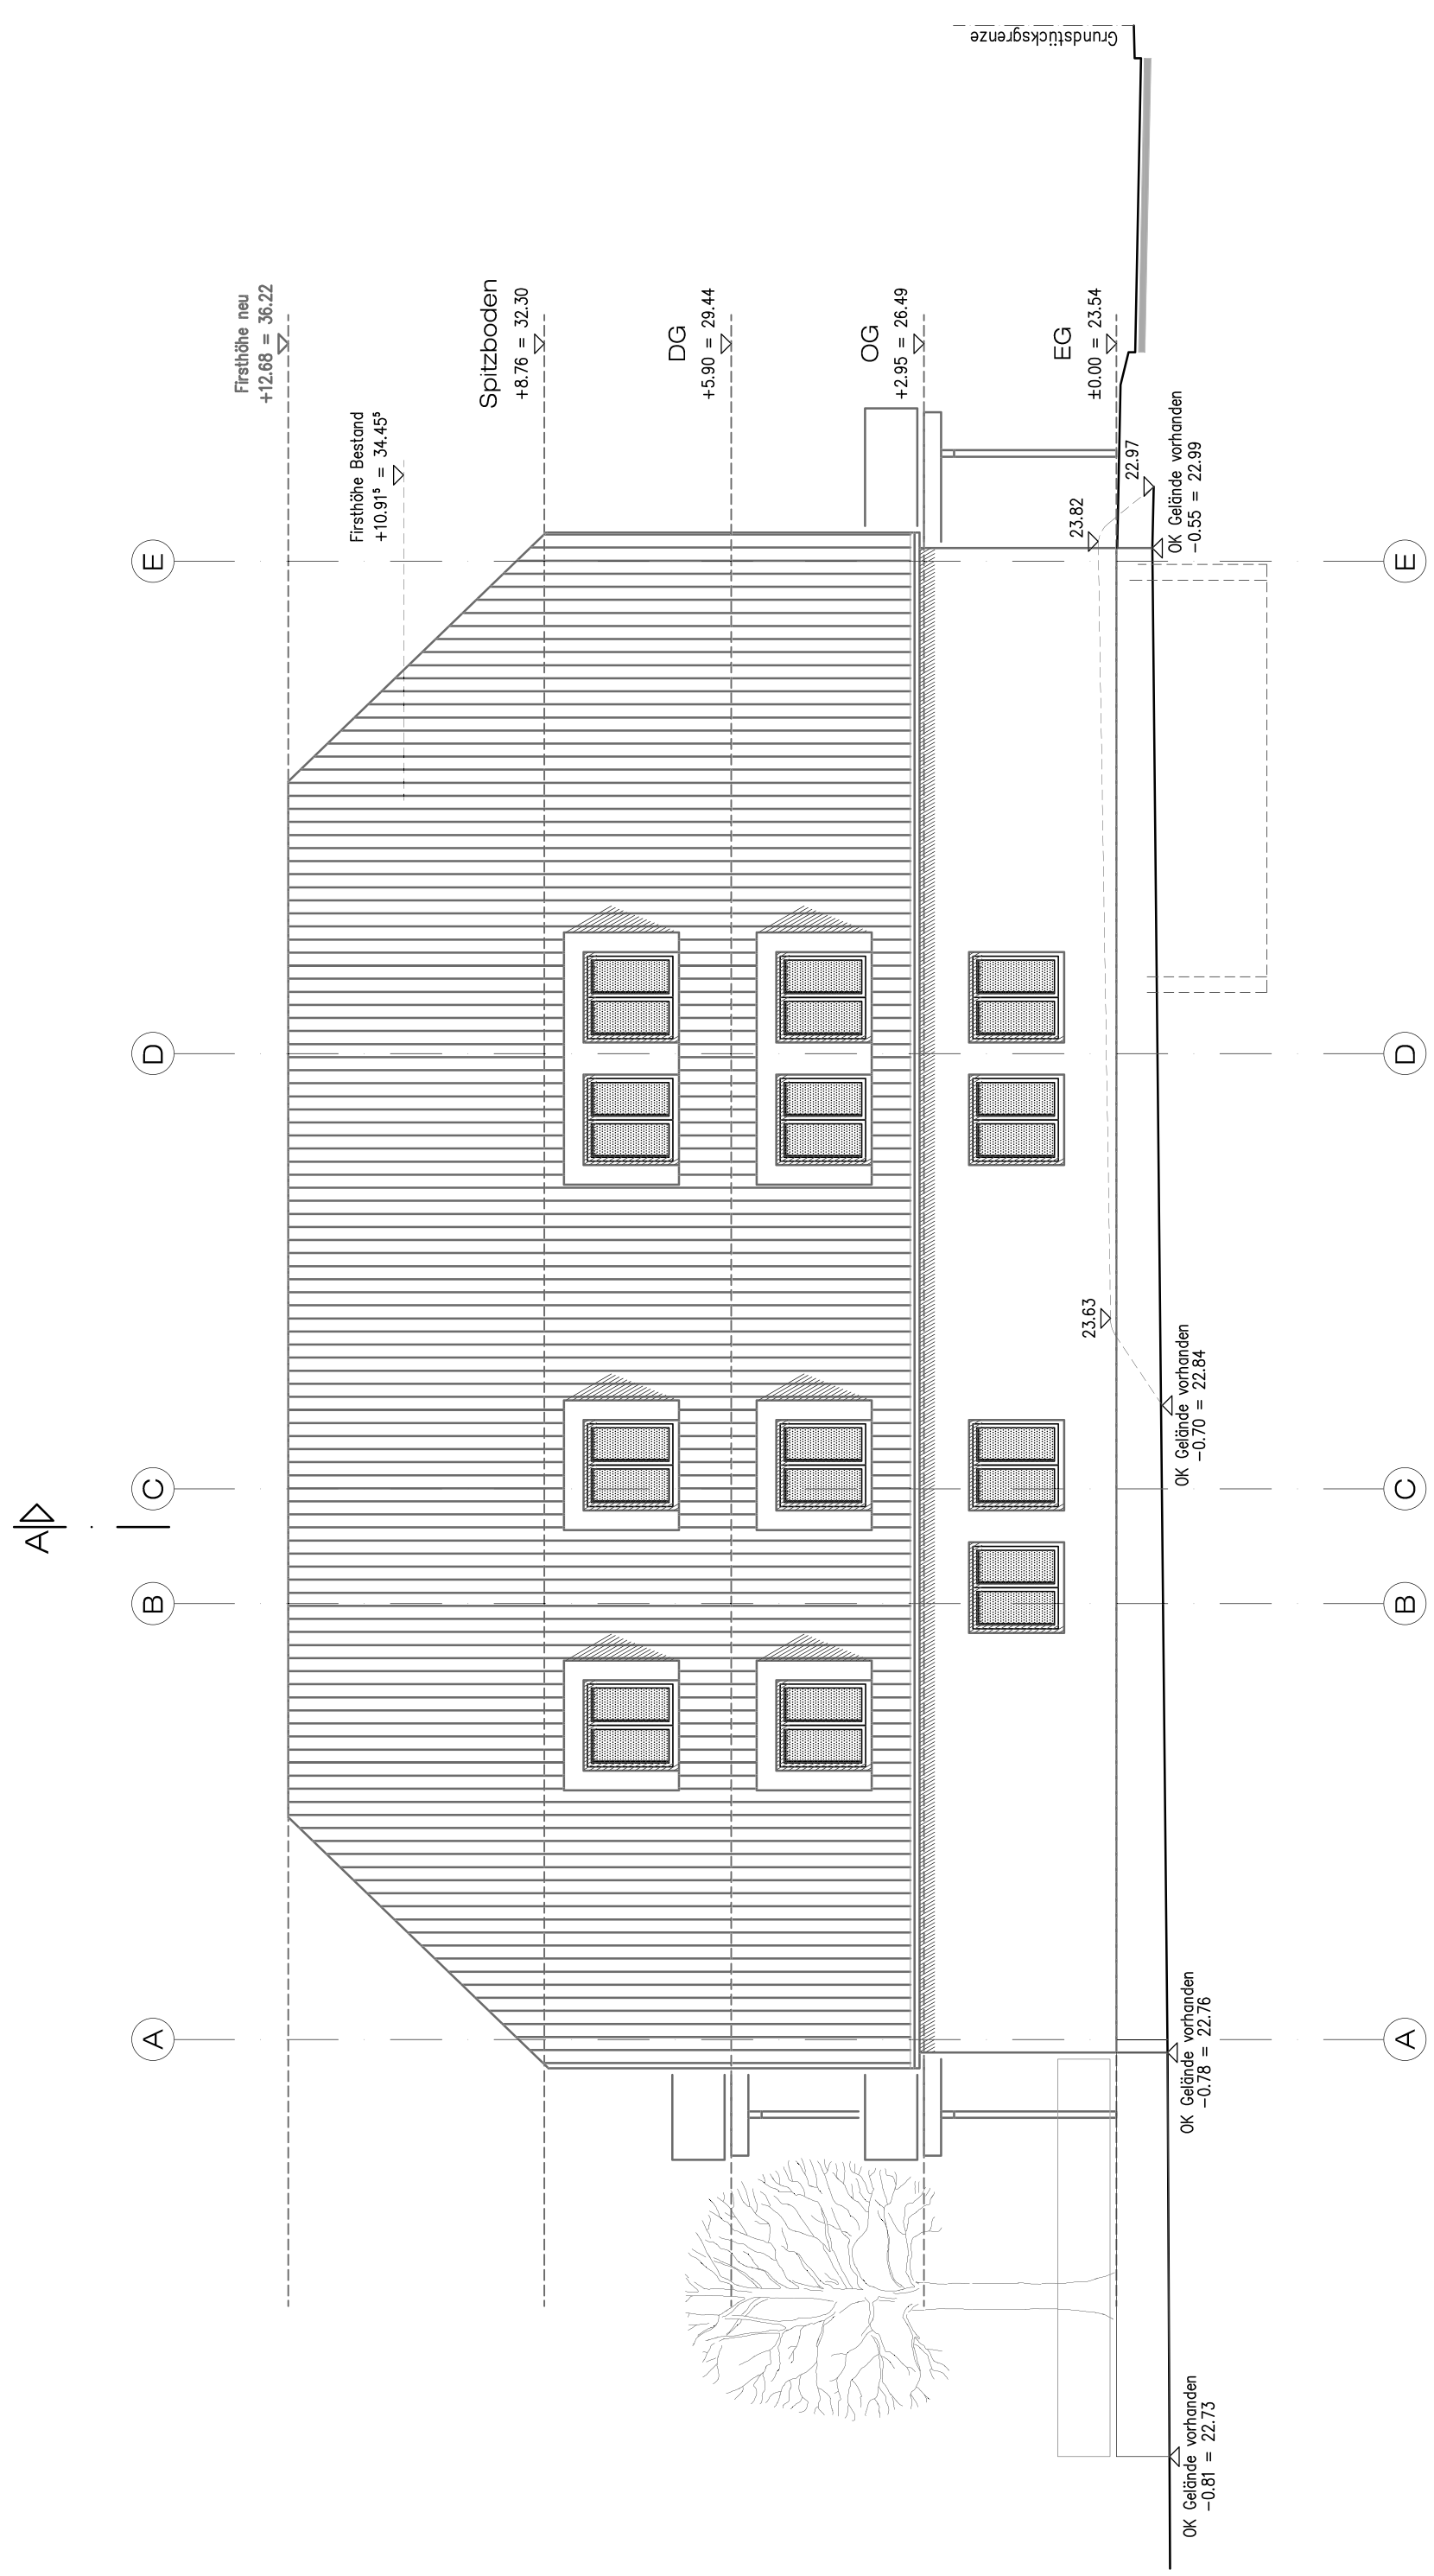 A
A
B
C
D
E
Firsthöhe neu
+12.68 = 36.22
Firsthöhe Bestand
+10.91⁵ = 34.45⁵
Spitzboden
+8.76 = 32.30
DG
+5.90 = 29.44
OG
+2.95 = 26.49
EG
±0.00 = 23.54
Grundstücksgrenze
23.63
23.82
22.97
OK Gelände vorhanden
-0.81 = 22.73
OK Gelände vorhanden
-0.78 = 22.76
OK Gelände vorhanden
-0.70 = 22.84
OK Gelände vorhanden
-0.55 = 22.99
A
B
C
D
E